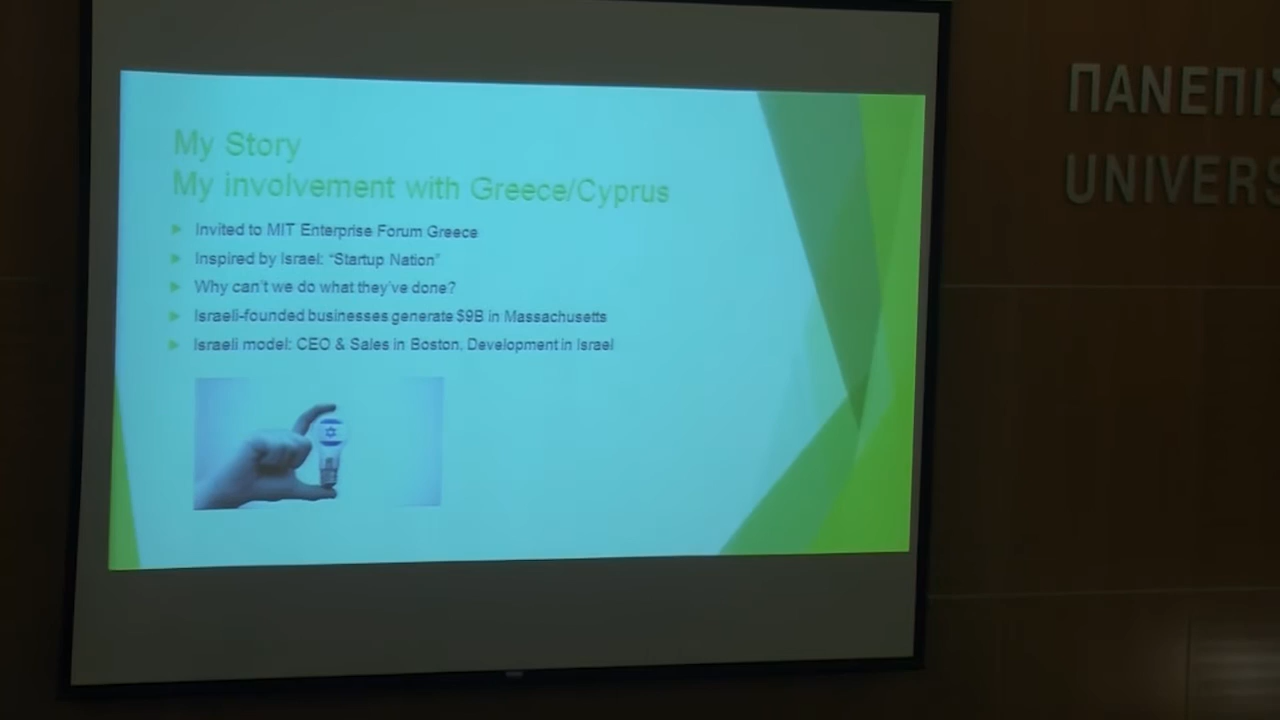 My Story
My involvement with Greece/Cyprus
Invited to MIT Enterprise Forum Greece
Inspired by Israel: “Startup Nation”
Why can't we do what they've done?
Israeli-founded businesses generate $9B in Massachusetts
Israeli model: CEO & Sales in Boston, Development in Israel
ΠΑΝΕΠΙΣ
UNIVERS